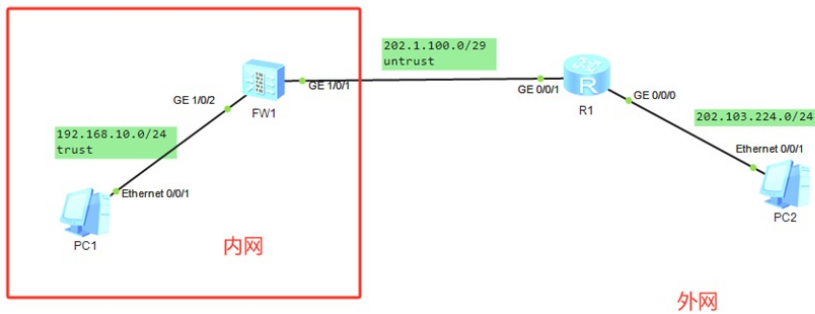 202.1.100.0/29
untrust
GE 1/0/2
GE 1/0/1
FW1
GE 0/0/1
R
R1
GE 0/0/0
202.103.224.0/24
192.168.10.0/24
trust
Ethernet 0/0/1
PC1
内网
Ethernet 0/0/1
PC2
外网